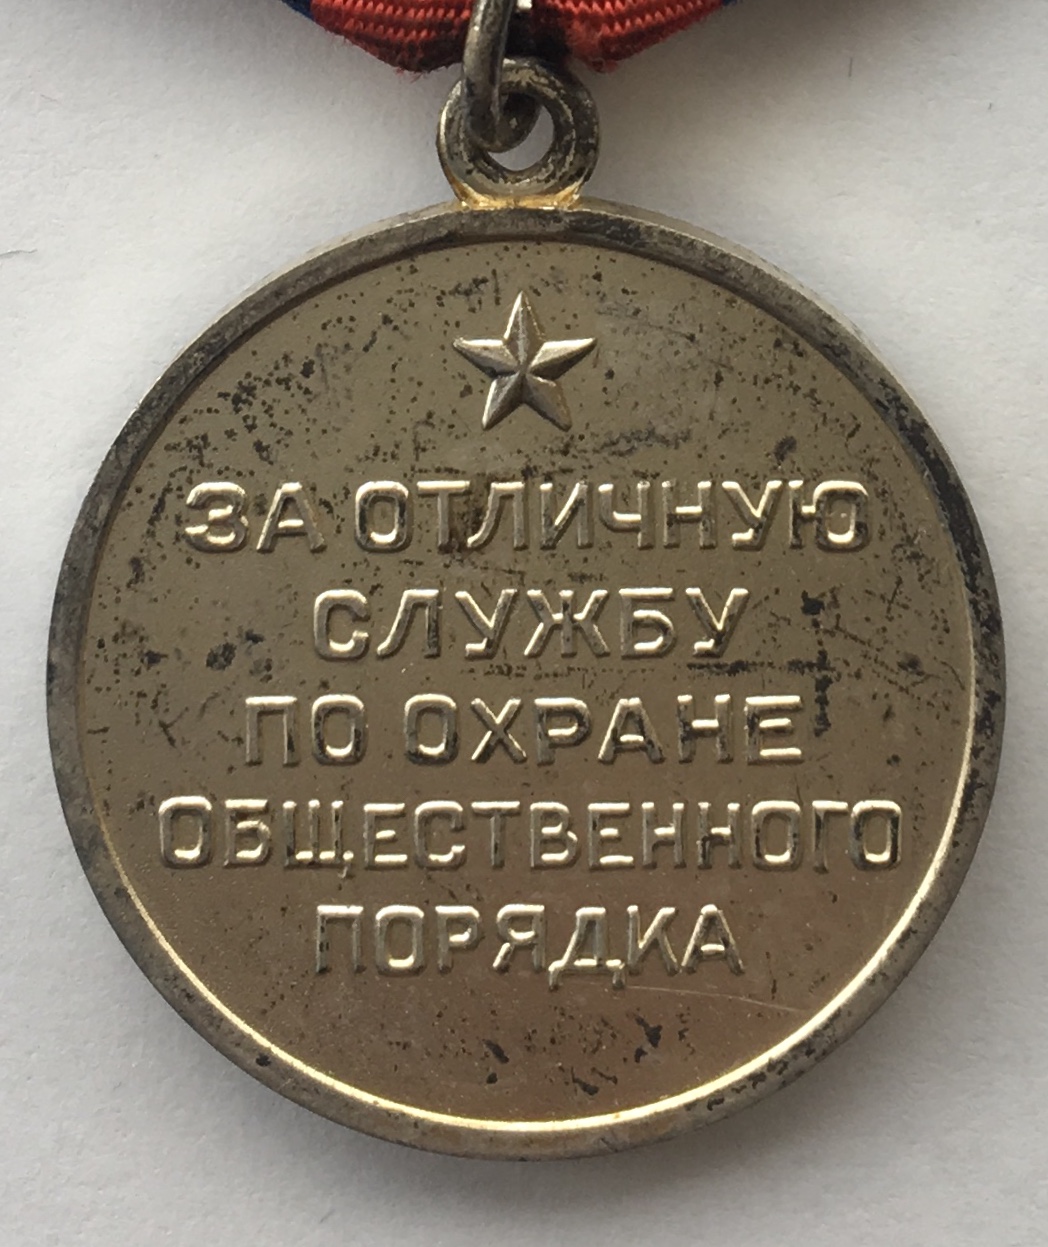 ЗА ОТЛИЧНУЮ
СЛУЖБУ
ПО ОХРАНЕ
ОБЩЕСТВЕННОГО
ПОРЯДКА